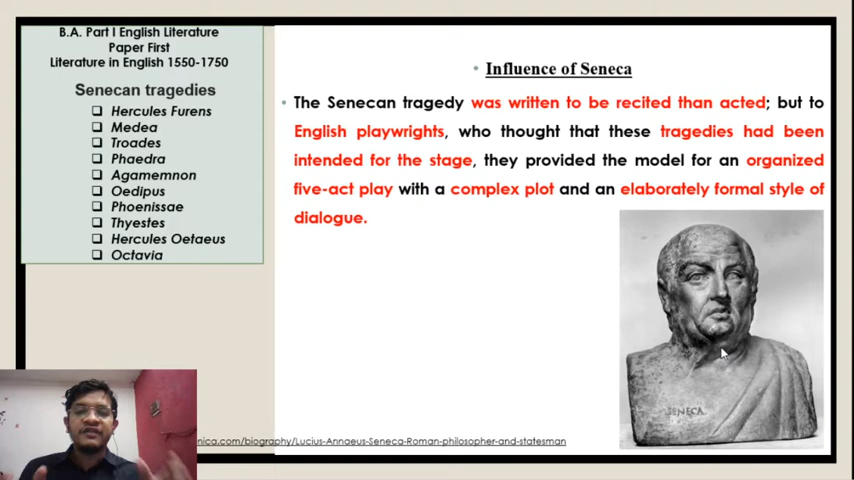 B.A. Part I English Literature
Paper First
Literature in English 1550-1750
Senecan tragedies
Hercules Furens
Medea
Troades
Phaedra
Agamemnon
Oedipus
Phoenissae
Thyestes
Hercules Oetaeus
Octavia
Influence of Seneca
The Senecan tragedy was written to be recited than acted; but to
English playwrights, who thought that these tragedies had been
intended for the stage, they provided the model for an organized
five-act play with a complex plot and an elaborately formal style of
dialogue.
SENECA
nica.com/biography/Lucius-Annaeus-Seneca-Roman-philosopher-and-statesman